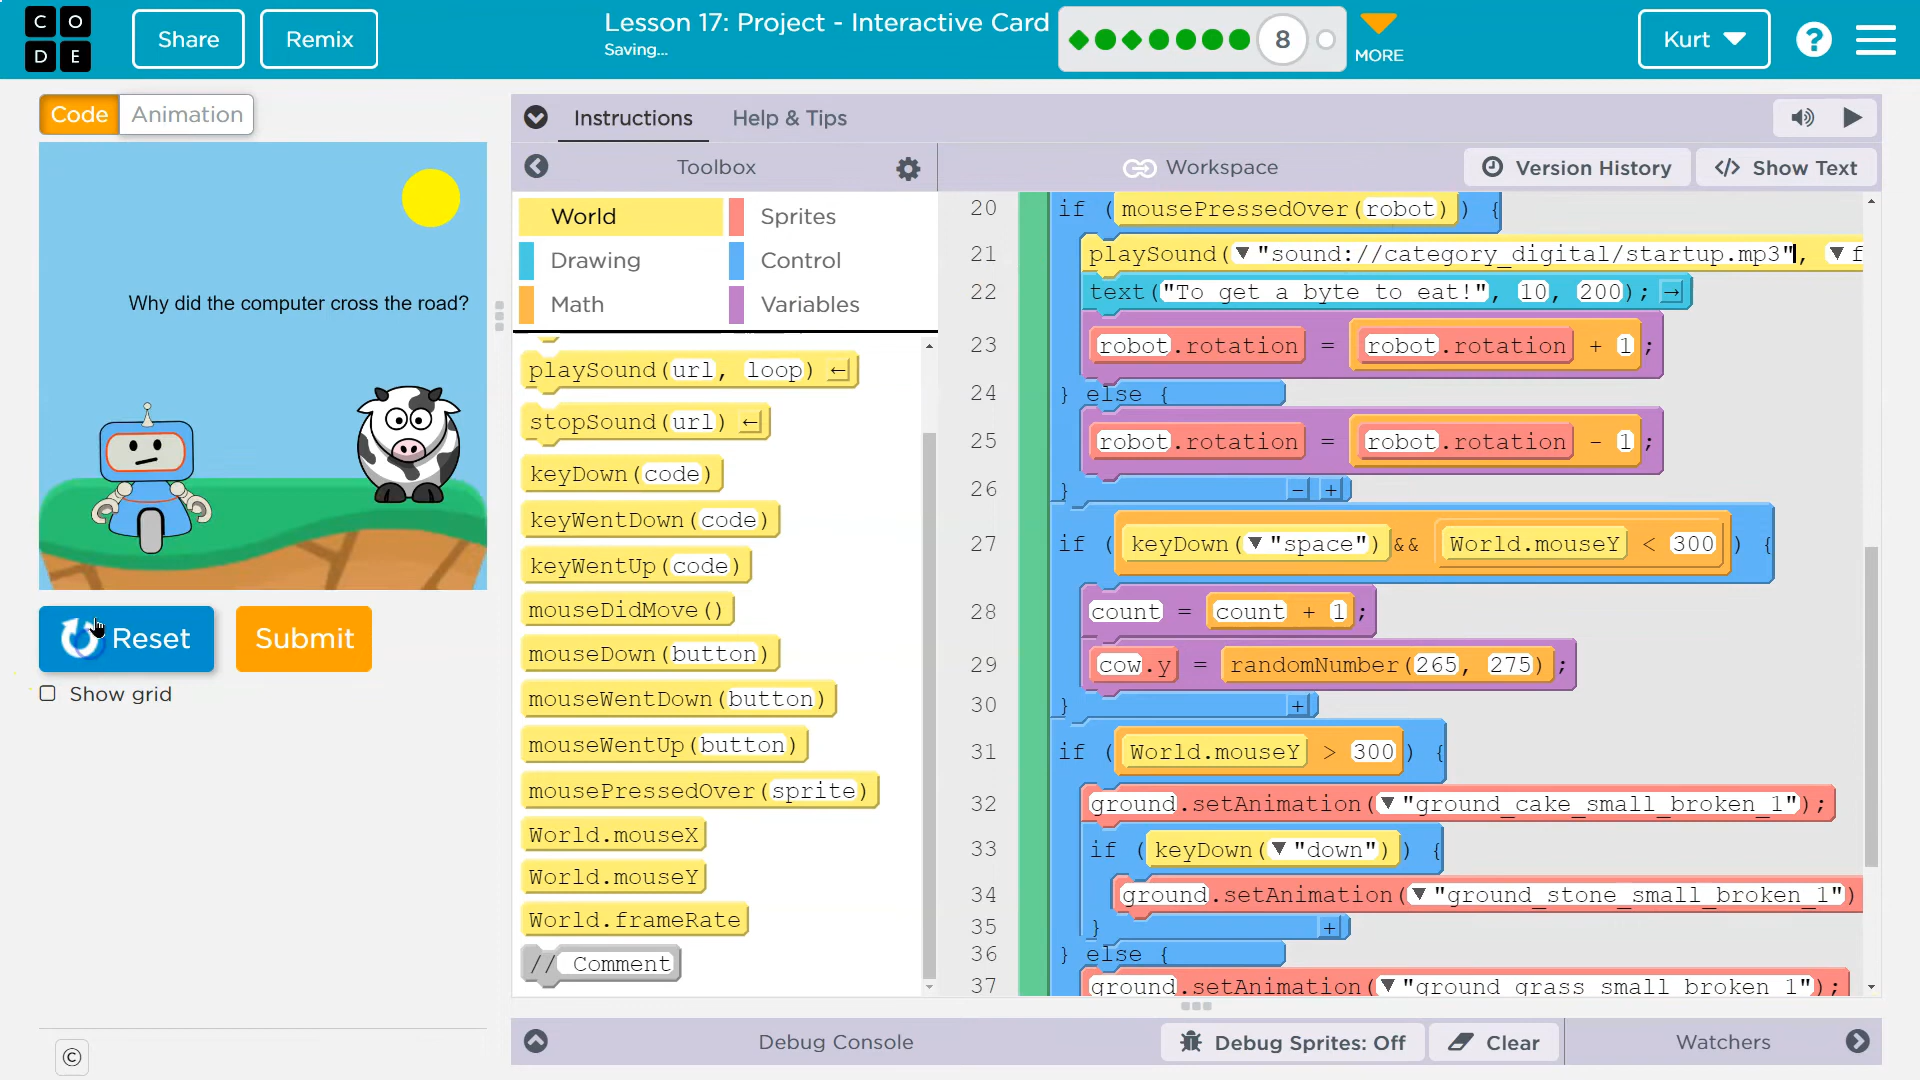 C O
D E
Share
Remix
Lesson 17: Project - Interactive Card
Saving...
8
MORE
Kurt
?
Code
Animation
Instructions
Help & Tips
Toolbox
Workspace
Version History
</> Show Text
World
Sprites
Drawing
Control
Math
Variables
playSound(url, loop) ←
stopSound(url) ←
keyDown(code)
keyWentDown(code)
keyWentUp(code)
mouseDidMove()
mouseDown(button)
mouseWentDown(button)
mouseWentUp(button)
mousePressedOver(sprite)
World.mouseX
World.mouseY
World.frameRate
// Comment
20 if (mousePressedOver(robot)) {
21 playSound(▼"sound://category_digital/startup.mp3", ▼f
22 text("To get a byte to eat!", 10, 200); →
23 robot.rotation = robot.rotation + 1;
24 } else {
25 robot.rotation = robot.rotation - 1;
26 } - +
27 if (keyDown(▼"space") && World.mouseY < 300) {
28 count = count + 1;
29 cow.y = randomNumber(265, 275);
30 } +
31 if (World.mouseY > 300) {
32 ground.setAnimation(▼"ground_cake_small_broken_1");
33 if (keyDown(▼"down")) {
34 ground.setAnimation(▼"ground_stone_small_broken_1")
35 } +
36 } else {
37 ground.setAnimation(▼"ground_grass_small_broken_1");
Why did the computer cross the road?
Reset
Submit
Show grid
©
Debug Console
Debug Sprites: Off
Clear
Watchers